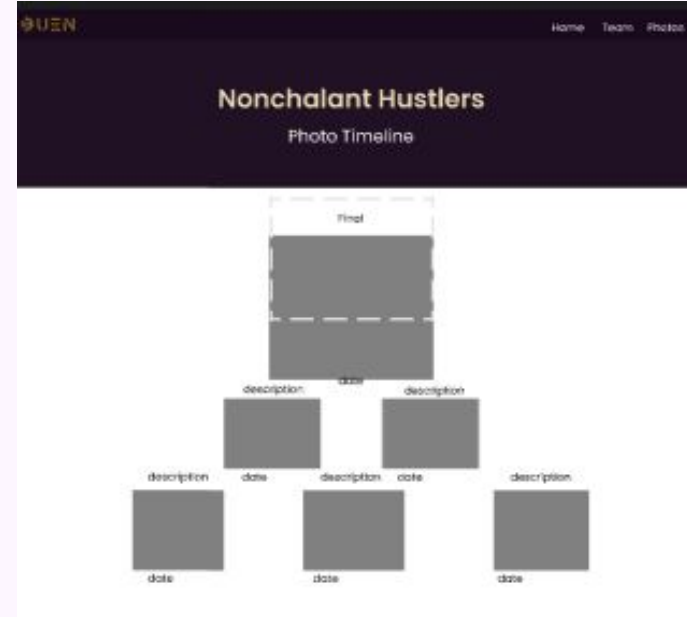 Home Team Photos
Nonchalant Hustlers
Photo Timeline
Final
date
description description
description date description date description
date date date